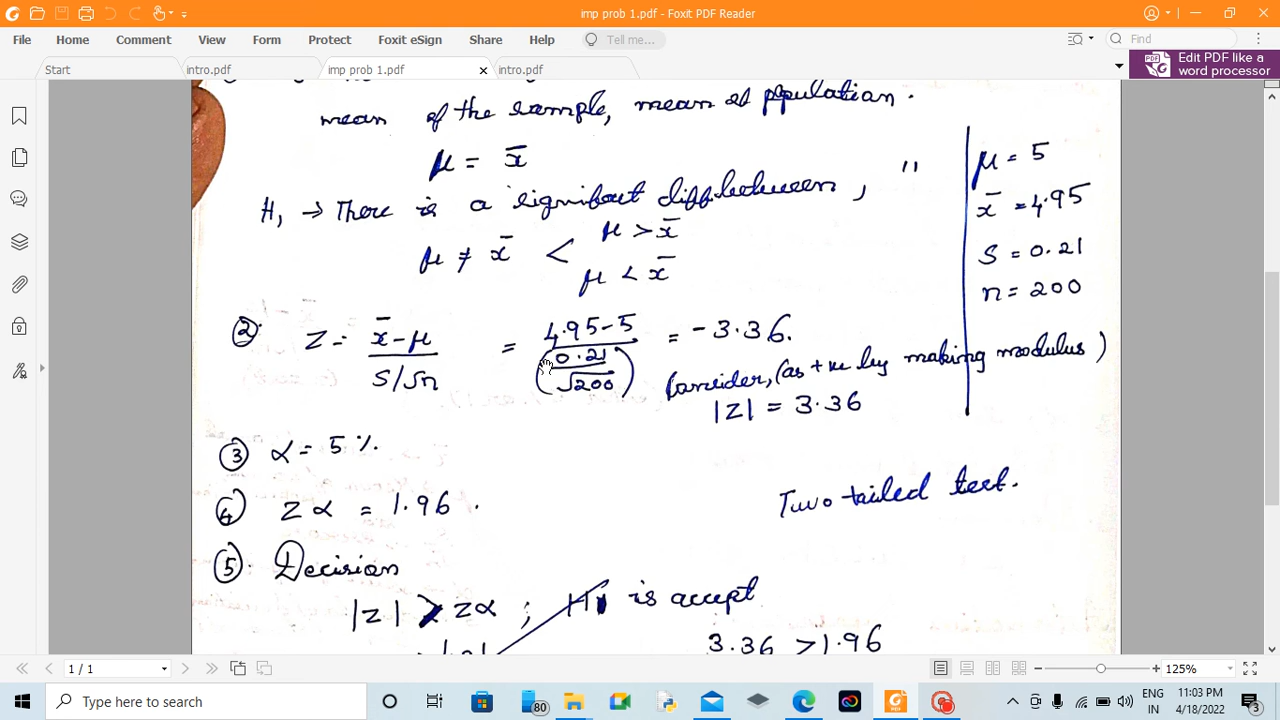 imp prob 1.pdf - Foxit PDF Reader
File Home Comment View Form Protect Foxit eSign Share Help Tell me... Find
Start intro.pdf imp prob 1.pdf intro.pdf
Edit PDF like a
word processor
mean of the sample, mean of population.
μ = x̄
H, → There is a significant diff between, "
μ ≠ x̄ < μ > x̄
μ < x̄
μ = 5
x̄ = 4.95
S = 0.21
n = 200
② Z = x̄-μ / S/√n = 4.95-5 / (0.21/√200) = -3.36.
Consider, (as +ve by making modulus)
|Z| = 3.36
③ α = 5%.
④ Zα = 1.96.
Two tailed test.
⑤ Decision
|Z| > Zα ; H1 is accept
3.36 > 1.96
1 / 1
125%
Type here to search
80
ENG
IN
11:03 PM
4/18/2022
3